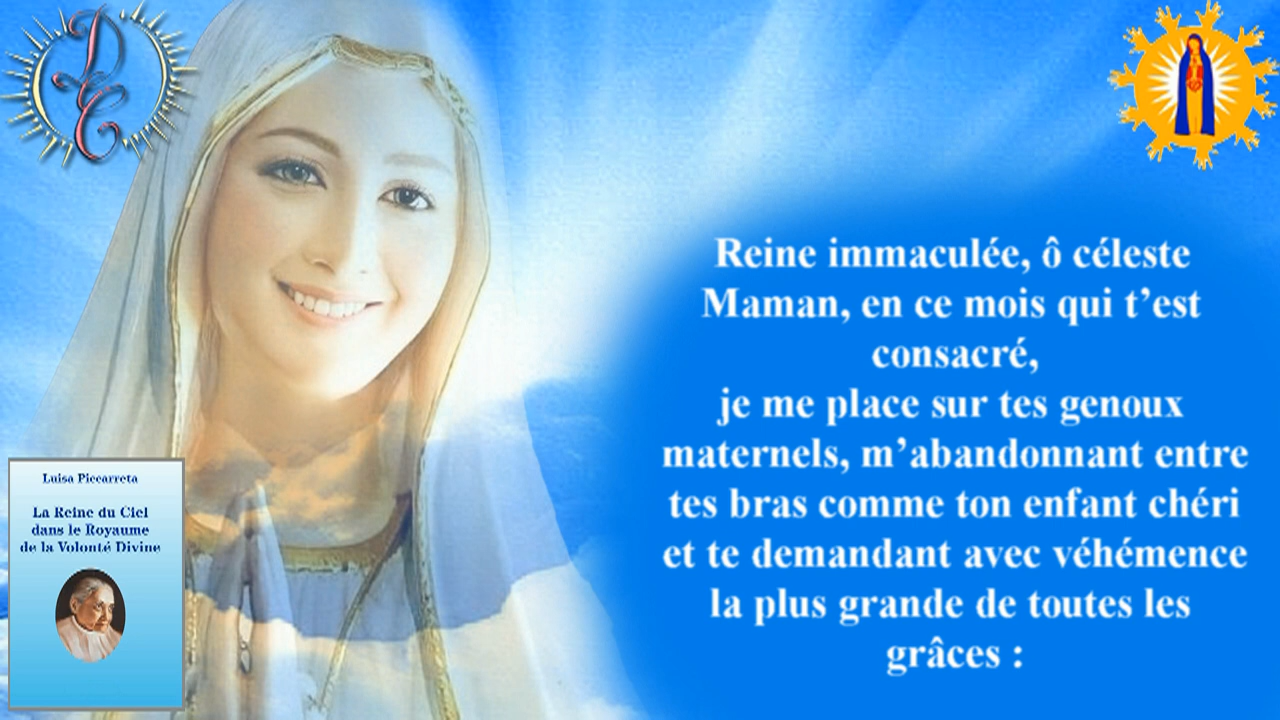 DC
Reine immaculée, ô céleste
Maman, en ce mois qui t’est
consacré,
je me place sur tes genoux
maternels, m’abandonnant entre
tes bras comme ton enfant chéri
et te demandant avec véhémence
la plus grande de toutes les
grâces :
Luisa Piccarreta
La Reine du Ciel
dans le Royaume
de la Volonté Divine